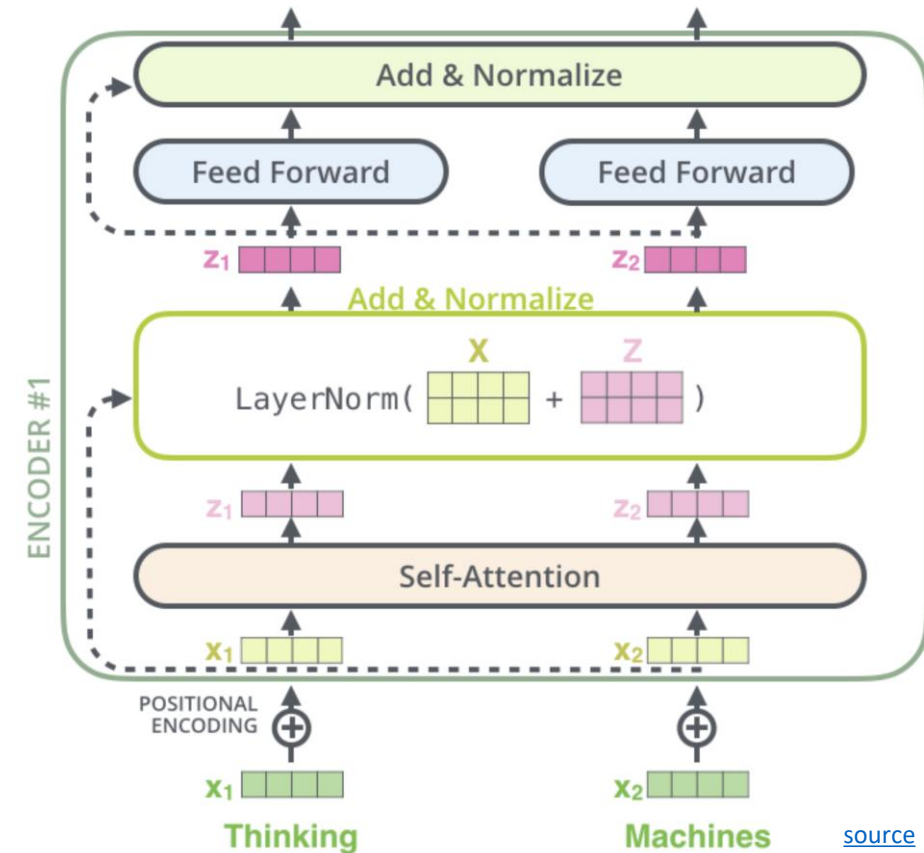 Add & Normalize
Feed Forward Feed Forward
z1 z2
Add & Normalize
X Z
LayerNorm( + )
ENCODER #1
z1 z2
Self-Attention
x1 x2
POSITIONAL
ENCODING
x1 x2
Thinking Machines source